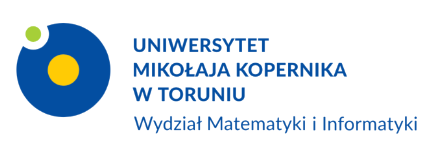 UNIWERSYTET
MIKOŁAJA KOPERNIKA
W TORUNIU
Wydział Matematyki i Informatyki